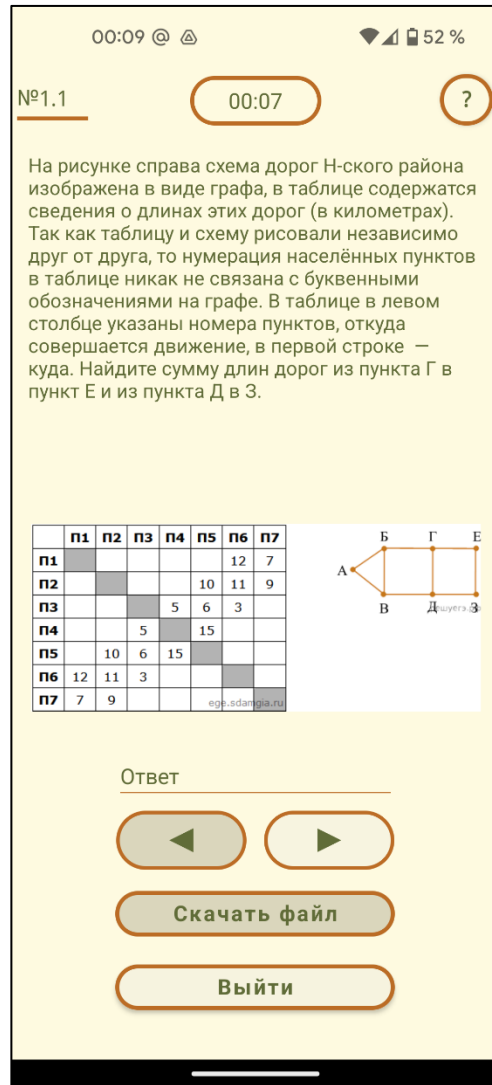 00:09 @ 52 %
№1.1
00:07
?
На рисунке справа схема дорог Н-ского района
изображена в виде графа, в таблице содержатся
сведения о длинах этих дорог (в километрах).
Так как таблицу и схему рисовали независимо
друг от друга, то нумерация населённых пунктов
в таблице никак не связана с буквенными
обозначениями на графе. В таблице в левом
столбце указаны номера пунктов, откуда
совершается движение, в первой строке —
куда. Найдите сумму длин дорог из пункта Г в
пункт Е и из пункта Д в З.
П1 П2 П3 П4 П5 П6 П7
П1 12 7
П2 10 11 9
П3 5 6 3
П4 5 15
П5 10 6 15
П6 12 11 3
П7 7 9
ege.sdamgia.ru
Б Г Е
А
В Д З
Ответ
Скачать файл
Выйти